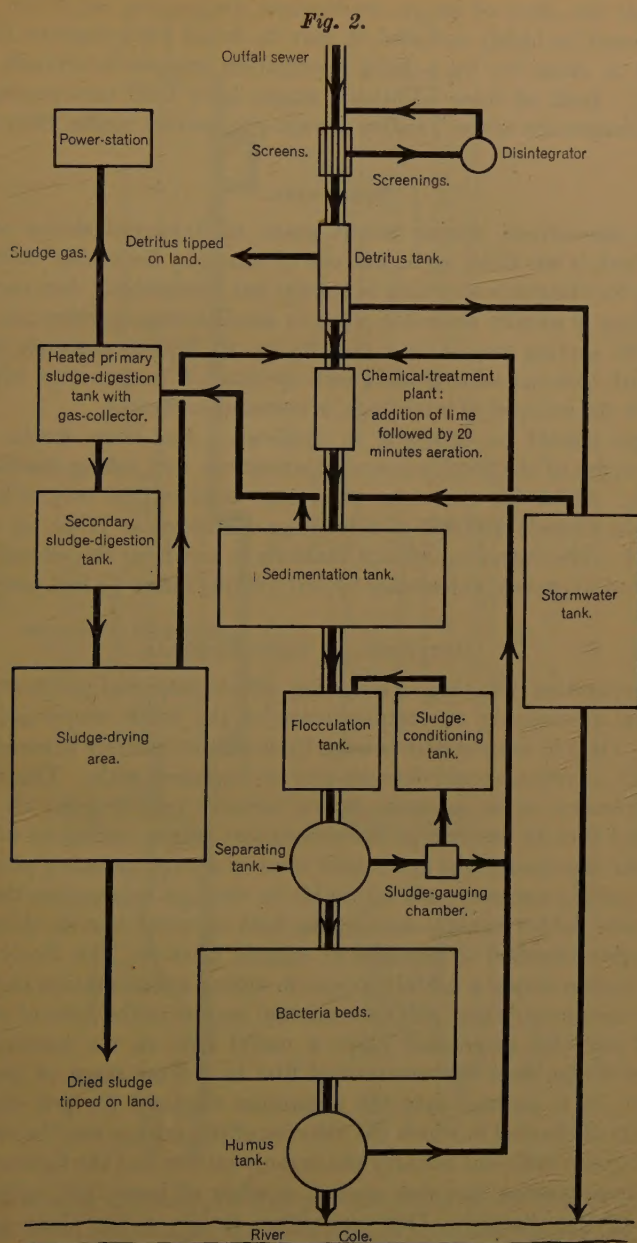 Fig. 2.
Outfall sewer
Power-station
Screens.
Disintegrator
Screenings.
Sludge gas.
Detritus tipped
on land.
Detritus tank.
Heated primary
sludge-digestion
tank with
gas-collector.
Chemical-treatment
plant:
addition of lime
followed by 20
minutes aeration.
Secondary
sludge-digestion
tank.
Sedimentation tank.
Stormwater
tank.
Sludge-drying
area.
Flocculation
tank.
Sludge-
conditioning
tank.
Separating
tank.
Sludge-gauging
chamber.
Bacteria beds.
Dried sludge
tipped on land.
Humus
tank.
River Cole.